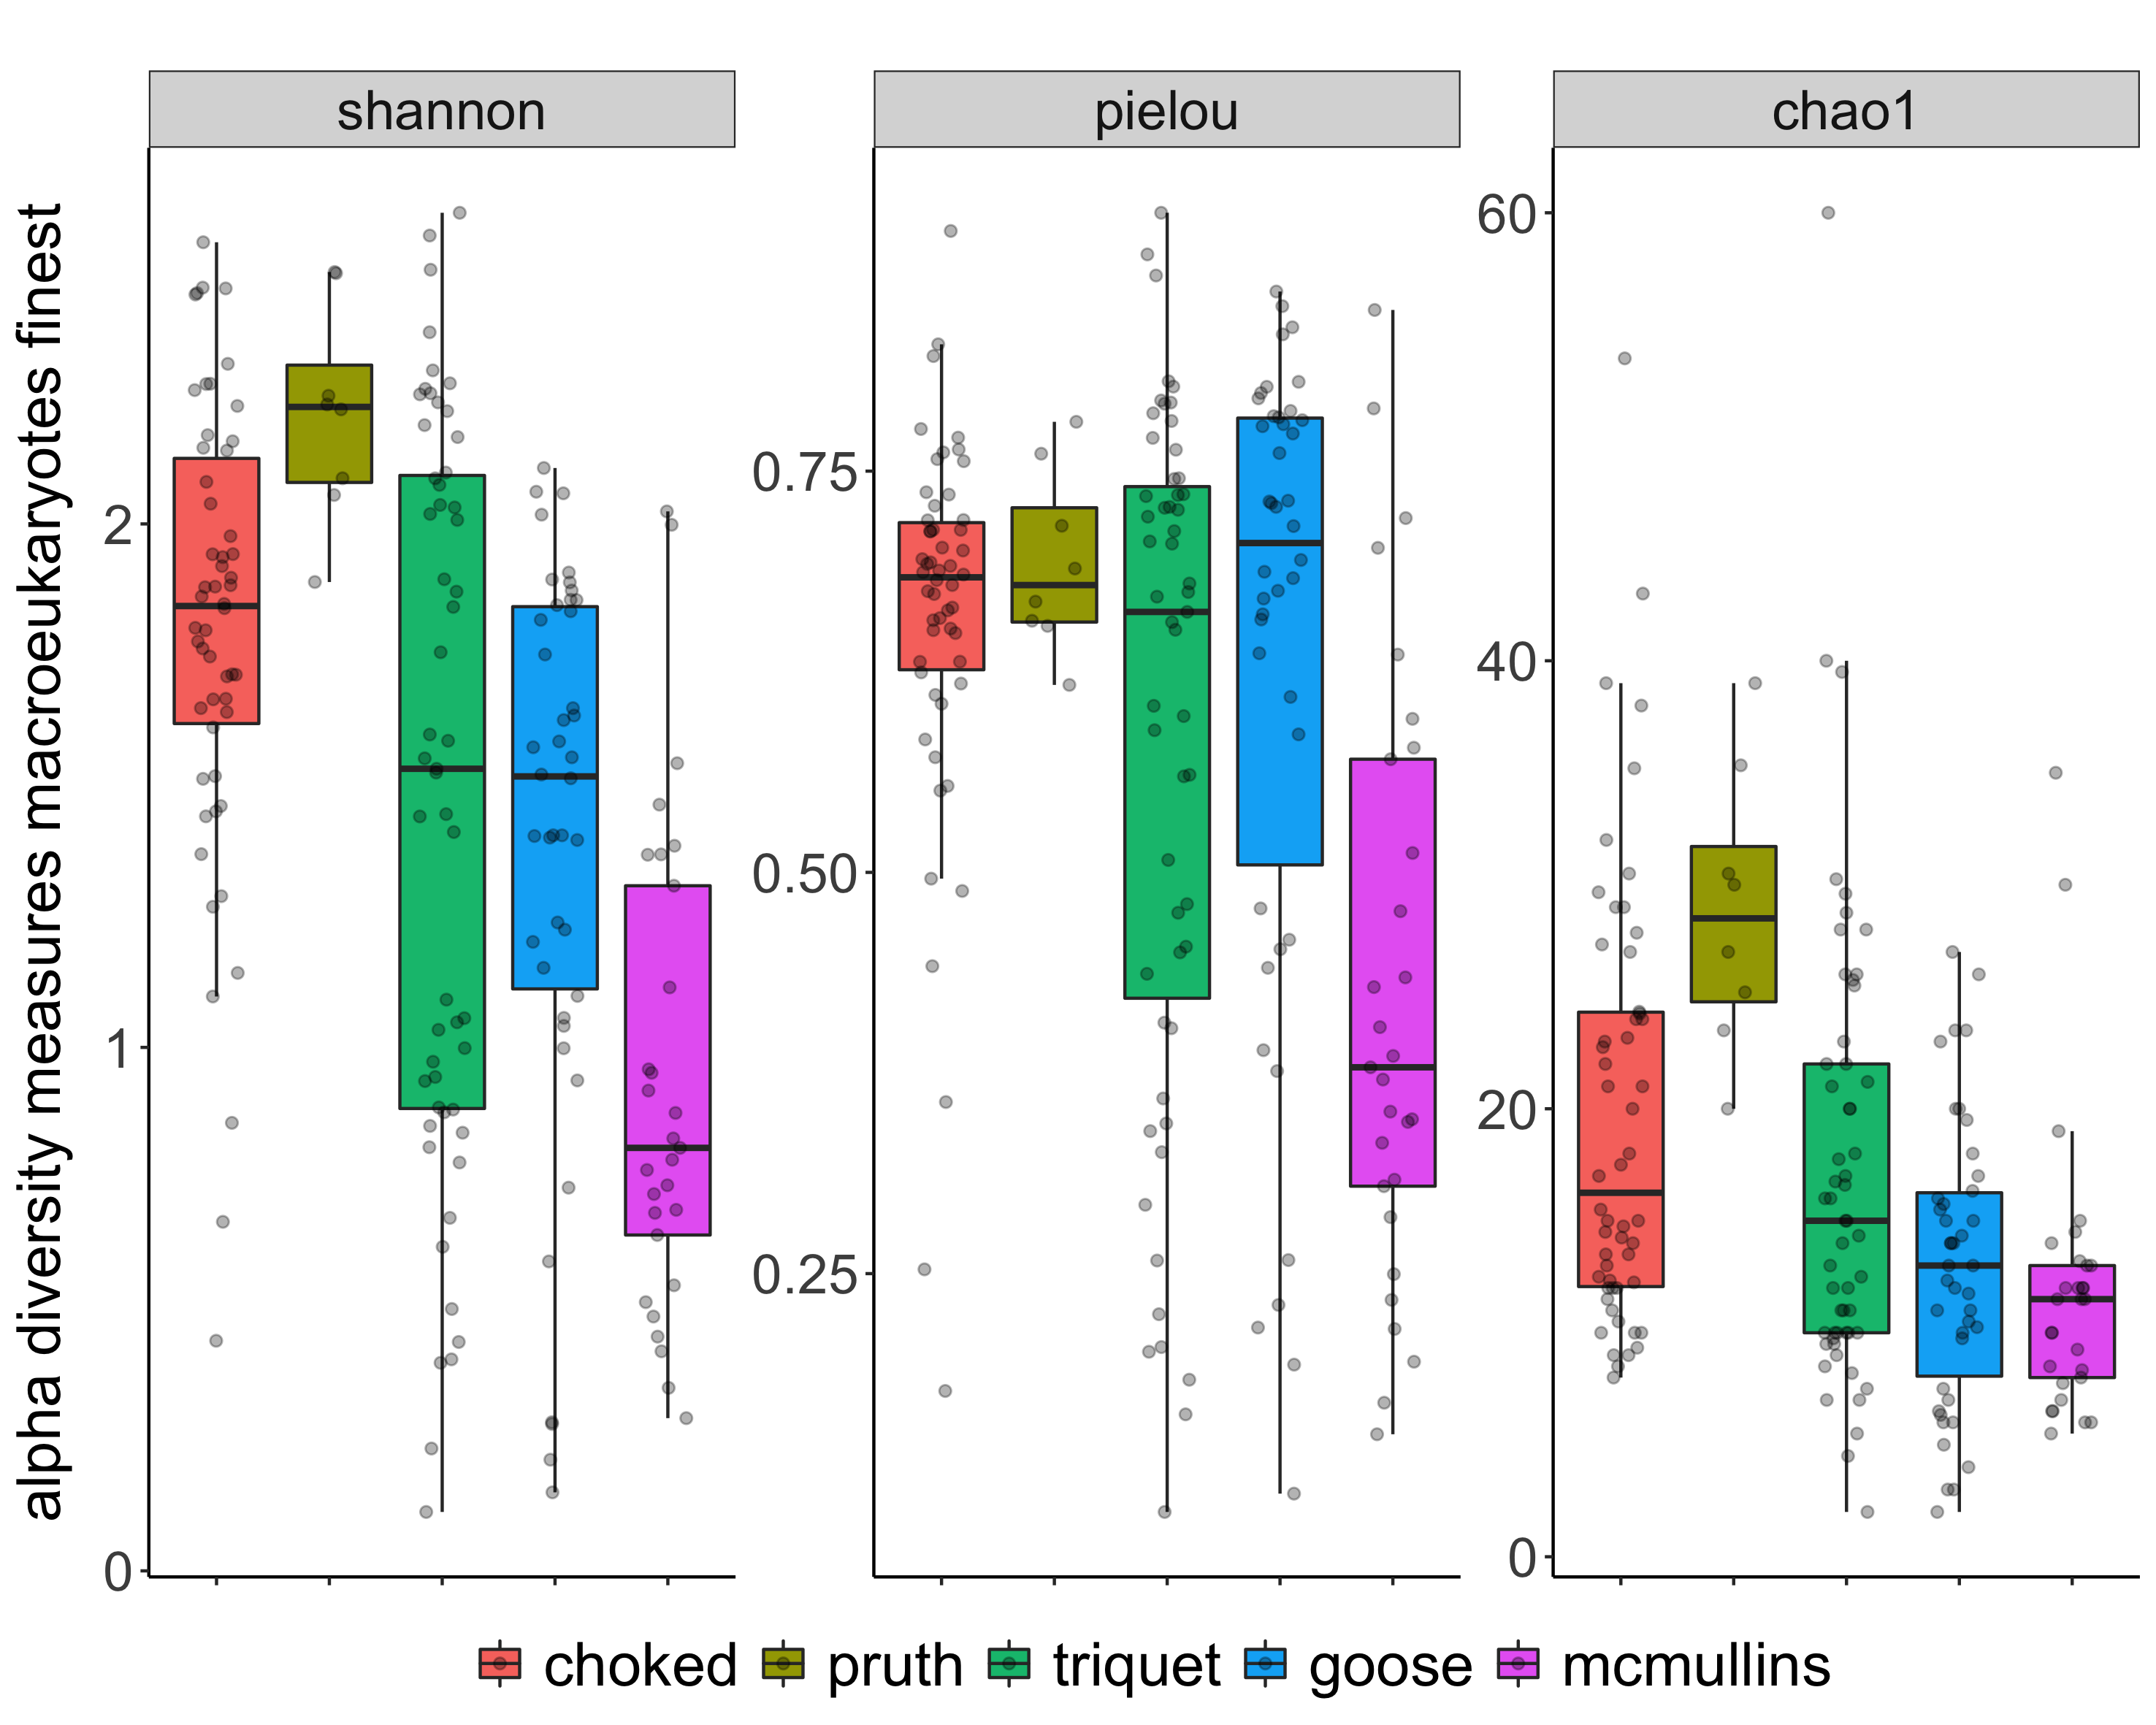 shannon
pielou
chao1
alpha diversity measures macroeukaryotes finest
2
1
0
0.75
0.50
0.25
60
40
20
0
choked pruth triquet goose mcmullins